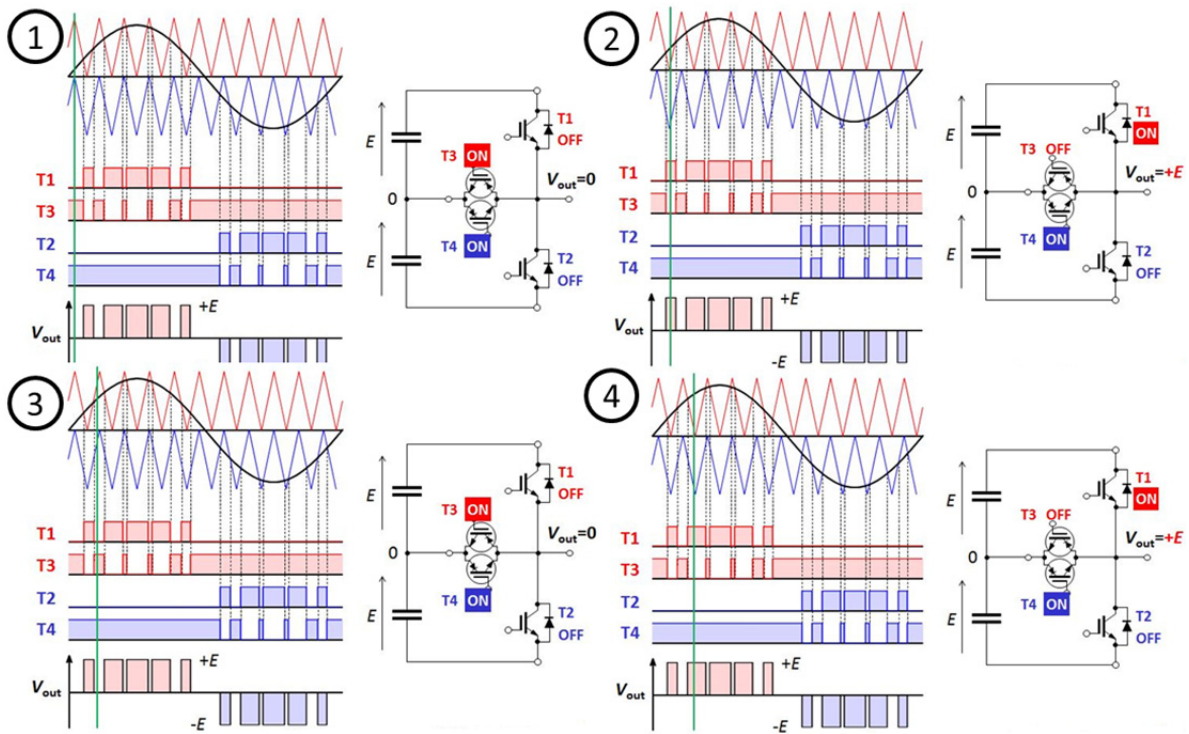 1
E
T1
OFF
T3 ON
Vout=0
0
E
T4 ON
T2
OFF
T1
T3
T2
T4
Vout
+E
2
E
T1
ON
T3 OFF
Vout=+E
0
E
T4 ON
T2
OFF
T1
T3
T2
T4
Vout
+E
-E
3
E
T1
OFF
T3 ON
Vout=0
0
E
T4 ON
T2
OFF
T1
T3
T2
T4
Vout
+E
-E
4
E
T1
ON
T3 OFF
Vout=+E
0
E
T4 ON
T2
OFF
T1
T3
T2
T4
Vout
+E
-E